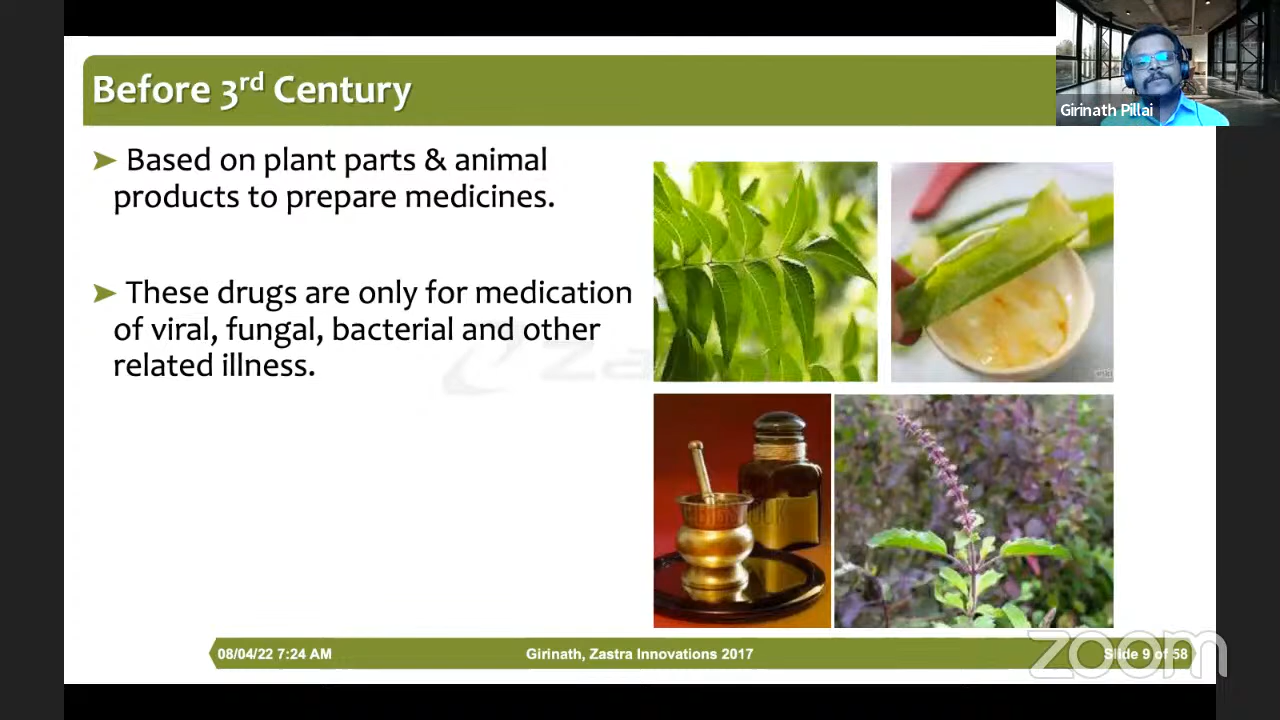 Before 3rd Century
Girinath Pillai
➤ Based on plant parts & animal
products to prepare medicines.
➤ These drugs are only for medication
of viral, fungal, bacterial and other
related illness.
08/04/22 7:24 AM
Girinath, Zastra Innovations 2017
Slide 9 of 58
zoom